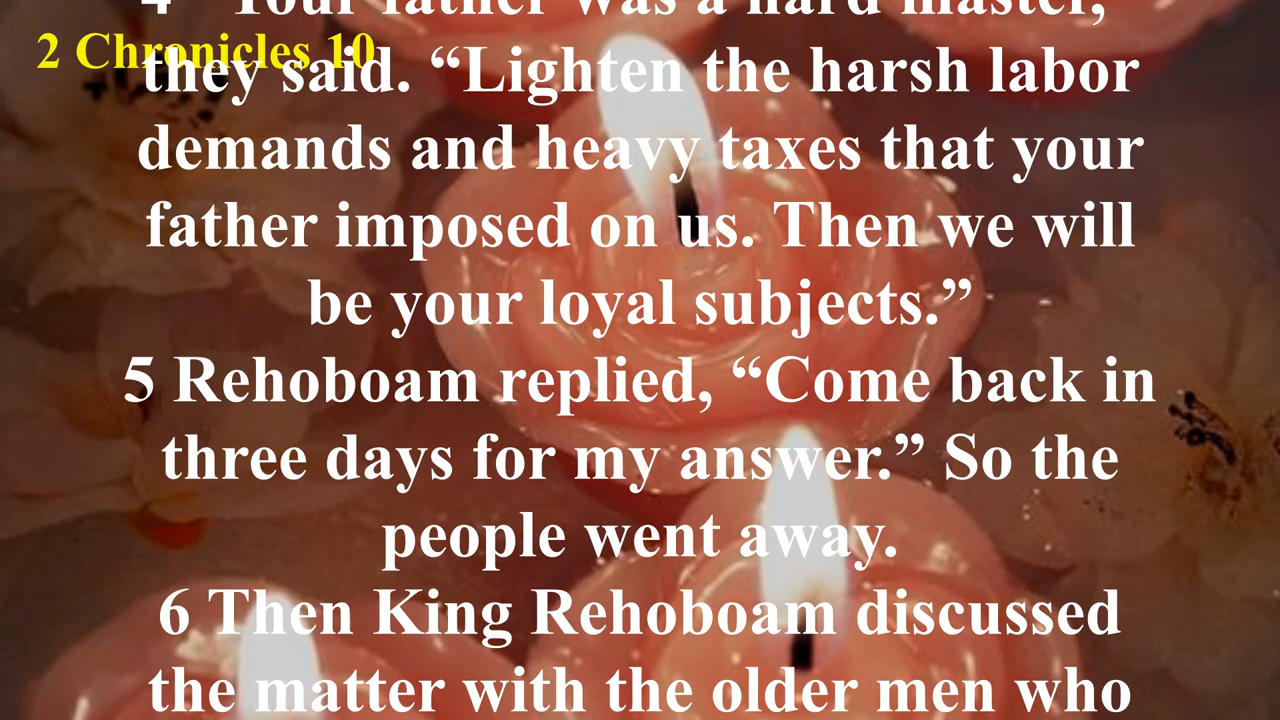 2 Chronicles 10
4 “Your father was a hard master,”
they said. “Lighten the harsh labor
demands and heavy taxes that your
father imposed on us. Then we will
be your loyal subjects.”
5 Rehoboam replied, “Come back in
three days for my answer.” So the
people went away.
6 Then King Rehoboam discussed
the matter with the older men who